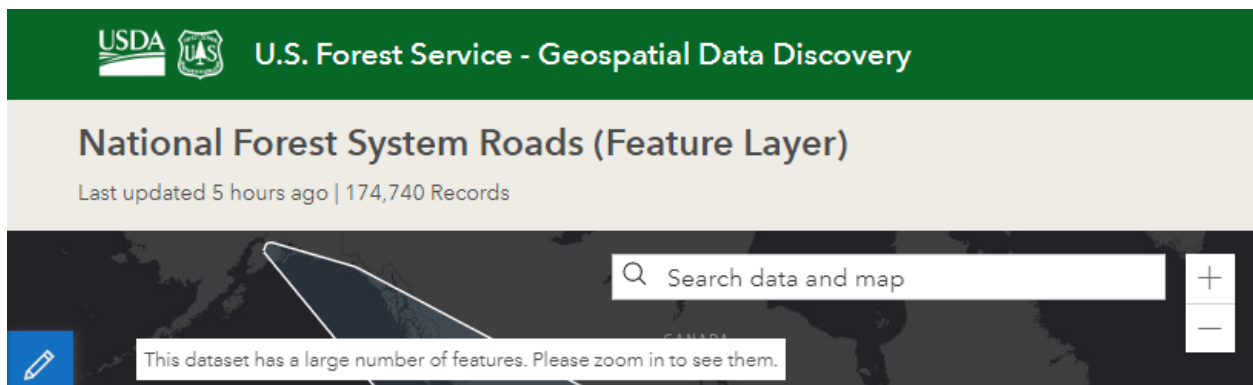 USDA
UAS
U.S. Forest Service - Geospatial Data Discovery
National Forest System Roads (Feature Layer)
Last updated 5 hours ago | 174,740 Records
Search data and map
CANADA
This dataset has a large number of features. Please zoom in to see them.